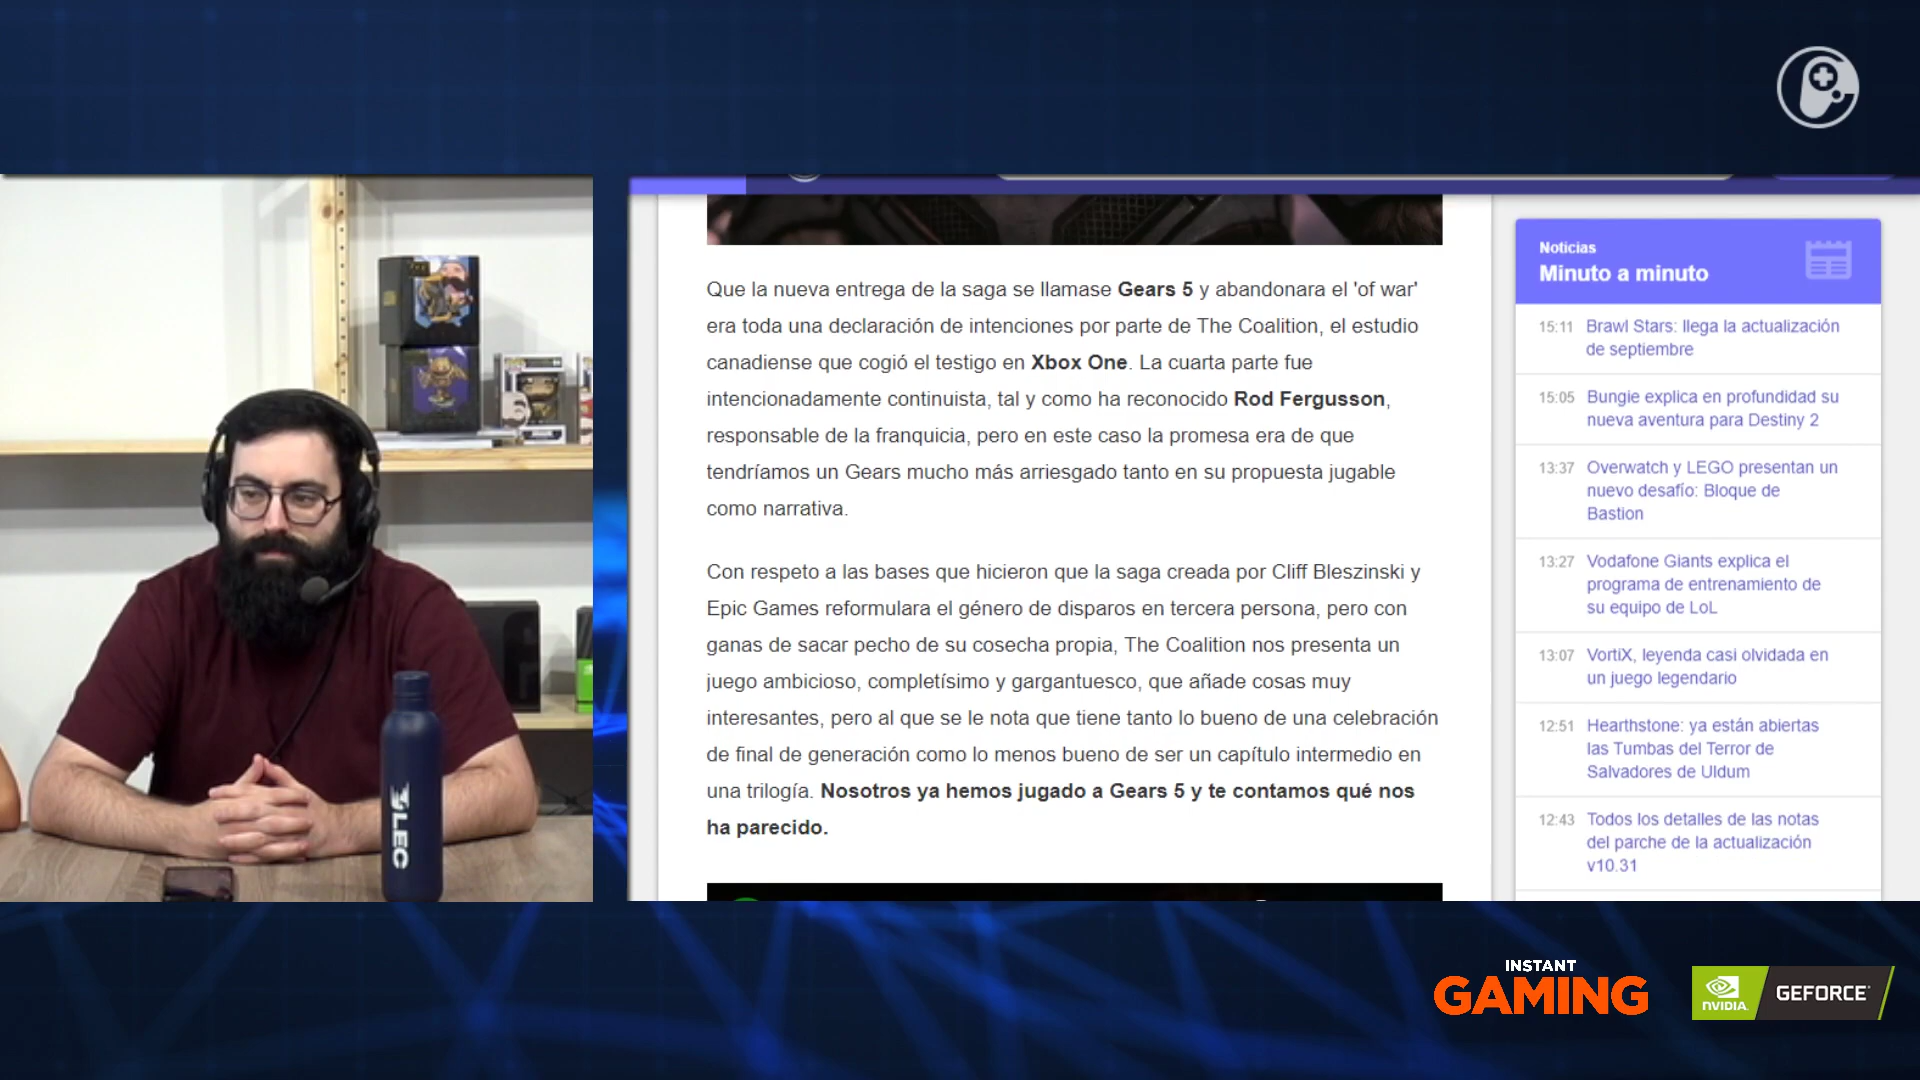 Que la nueva entrega de la saga se llamase Gears 5 y abandonara el 'of war'
era toda una declaración de intenciones por parte de The Coalition, el estudio
canadiense que cogió el testigo en Xbox One. La cuarta parte fue
intencionadamente continuista, tal y como ha reconocido Rod Fergusson,
responsable de la franquicia, pero en este caso la promesa era de que
tendríamos un Gears mucho más arriesgado tanto en su propuesta jugable
como narrativa.
Con respeto a las bases que hicieron que la saga creada por Cliff Bleszinski y
Epic Games reformulara el género de disparos en tercera persona, pero con
ganas de sacar pecho de su cosecha propia, The Coalition nos presenta un
juego ambicioso, completísimo y gargantuesco, que añade cosas muy
interesantes, pero al que se le nota que tiene tanto lo bueno de una celebración
de final de generación como lo menos bueno de ser un capítulo intermedio en
una trilogía. Nosotros ya hemos jugado a Gears 5 y te contamos qué nos
ha parecido.
Noticias
Minuto a minuto
15:11 Brawl Stars: llega la actualización
de septiembre
15:05 Bungie explica en profundidad su
nueva aventura para Destiny 2
13:37 Overwatch y LEGO presentan un
nuevo desafío: Bloque de
Bastion
13:27 Vodafone Giants explica el
programa de entrenamiento de
su equipo de LoL
13:07 VortiX, leyenda casi olvidada en
un juego legendario
12:51 Hearthstone: ya están abiertas
las Tumbas del Terror de
Salvadores de Uldum
12:43 Todos los detalles de las notas
del parche de la actualización
v10.31
LEC
INSTANT
GAMING
NVIDIA.
GEFORCE